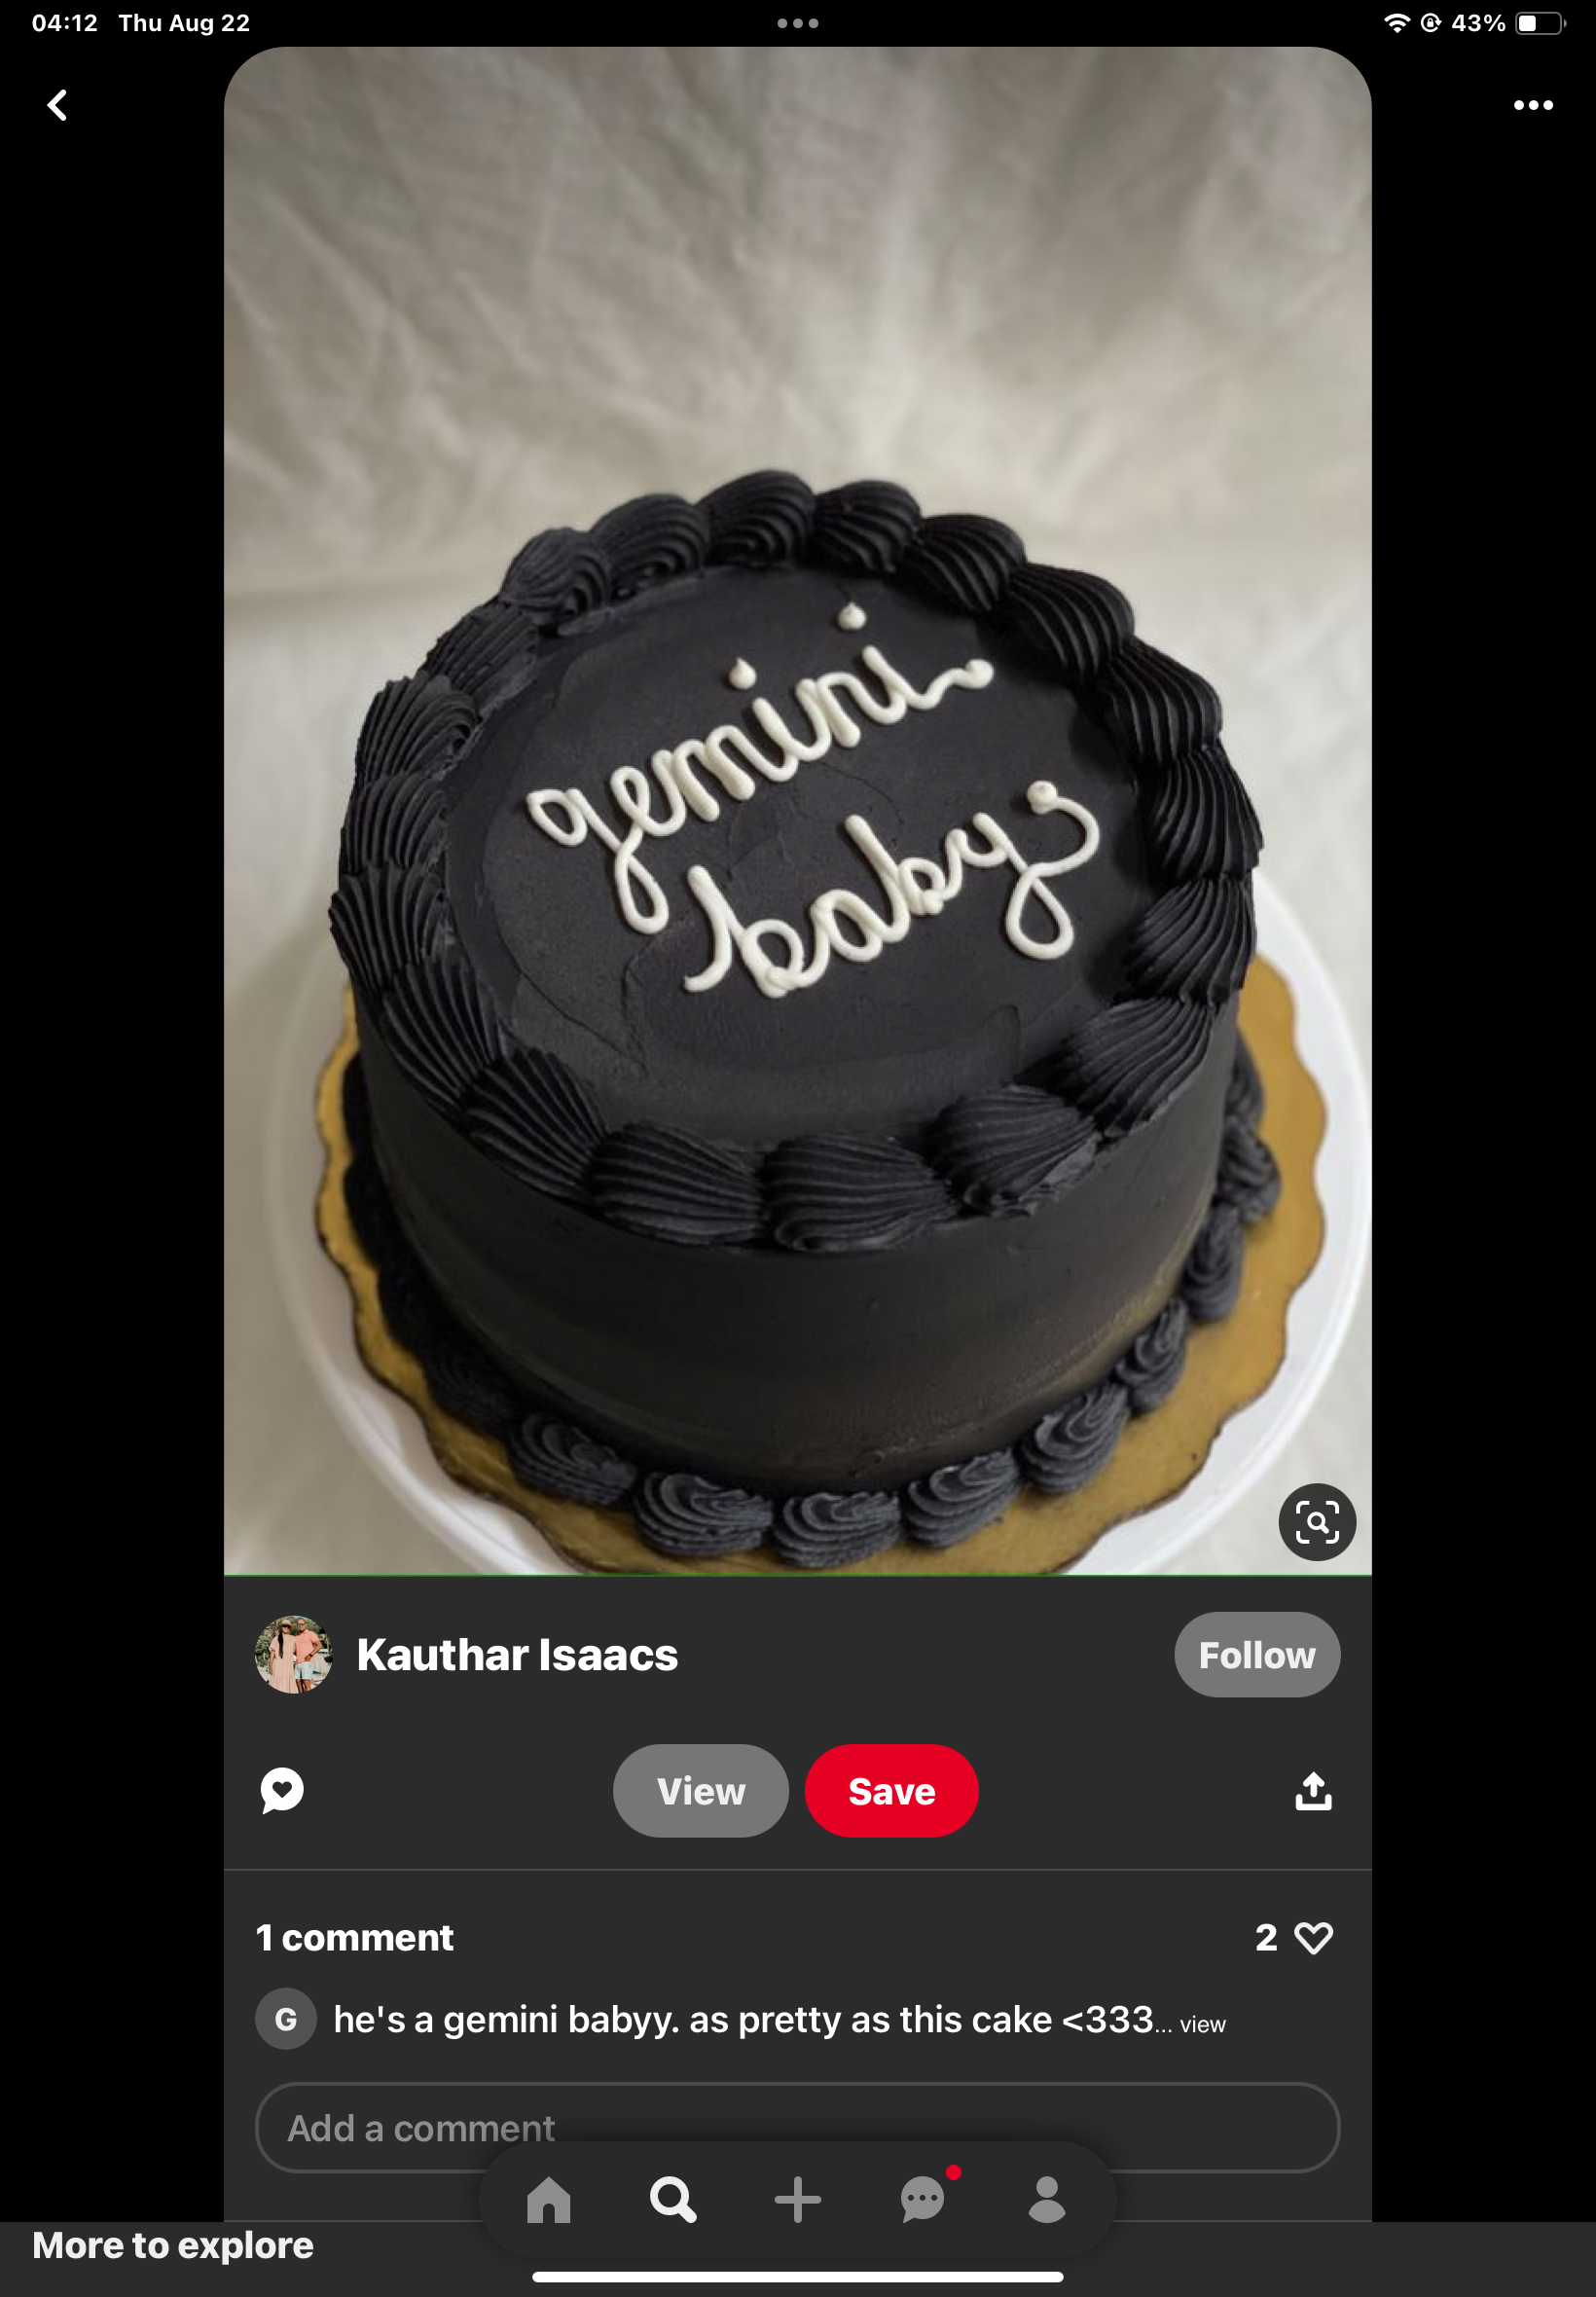 04:12 Thu Aug 22
43%
gemini
baby
Kauthar Isaacs
Follow
View
Save
1 comment
2
G
he's a gemini babyy. as pretty as this cake <333... view
Add a comment
More to explore